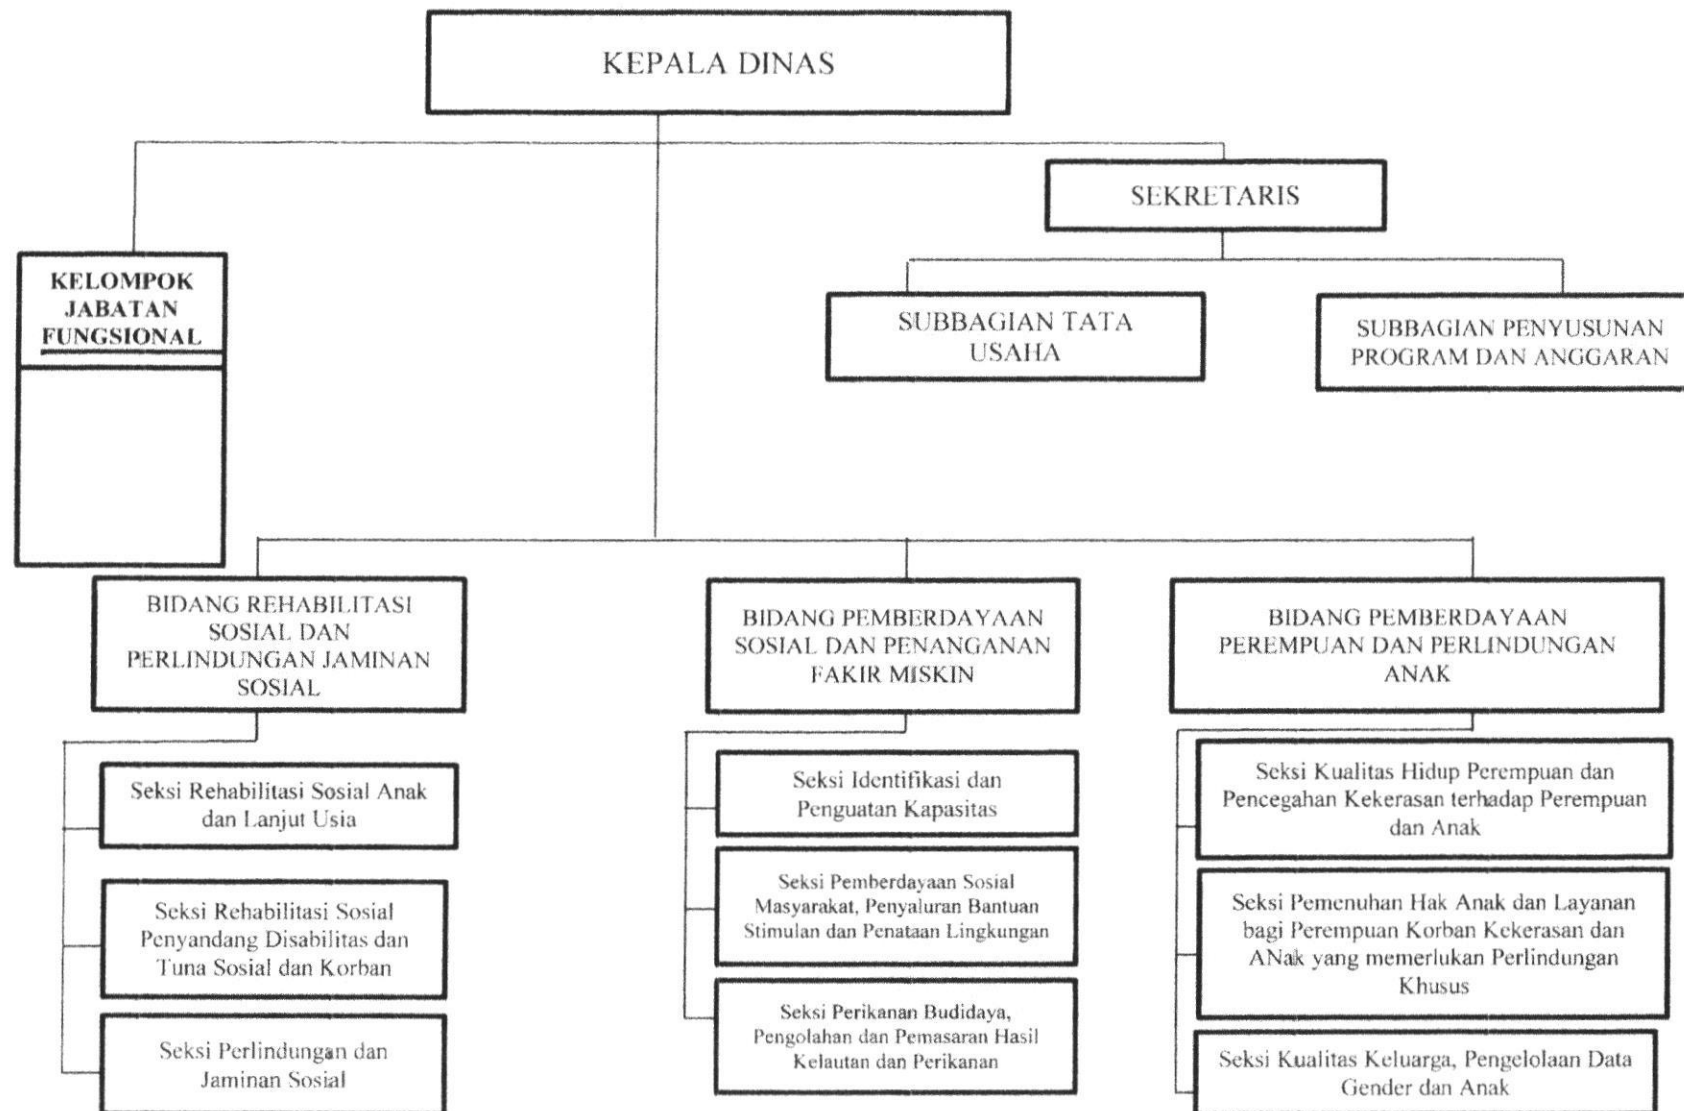 KEPALA DINAS
SEKRETARIS
KELOMPOK
JABATAN
FUNGSIONAL
SUBBAGIAN TATA
USAHA
SUBBAGIAN PENYUSUNAN
PROGRAM DAN ANGGARAN
BIDANG REHABILITASI
SOSIAL DAN
PERLINDUNGAN JAMINAN
SOSIAL
Seksi Rehabilitasi Sosial Anak
dan Lanjut Usia
Seksi Rehabilitasi Sosial
Penyandang Disabilitas dan
Tuna Sosial dan Korban
Seksi Perlindungan dan
Jaminan Sosial
BIDANG PEMBERDAYAAN
SOSIAL DAN PENANGANAN
FAKIR MISKIN
Seksi Identifikasi dan
Penguatan Kapasitas
Seksi Pemberdayaan Sosial
Masyarakat, Penyaluran Bantuan
Stimulan dan Penataan Lingkungan
Seksi Perikanan Budidaya,
Pengolahan dan Pemasaran Hasil
Kelautan dan Perikanan
BIDANG PEMBERDAYAAN
PEREMPUAN DAN PERLINDUNGAN
ANAK
Seksi Kualitas Hidup Perempuan dan
Pencegahan Kekerasan terhadap Perempuan
dan Anak
Seksi Pemenuhan Hak Anak dan Layanan
bagi Perempuan Korban Kekerasan dan
ANak yang memerlukan Perlindungan
Khusus
Seksi Kualitas Keluarga, Pengelolaan Data
Gender dan Anak